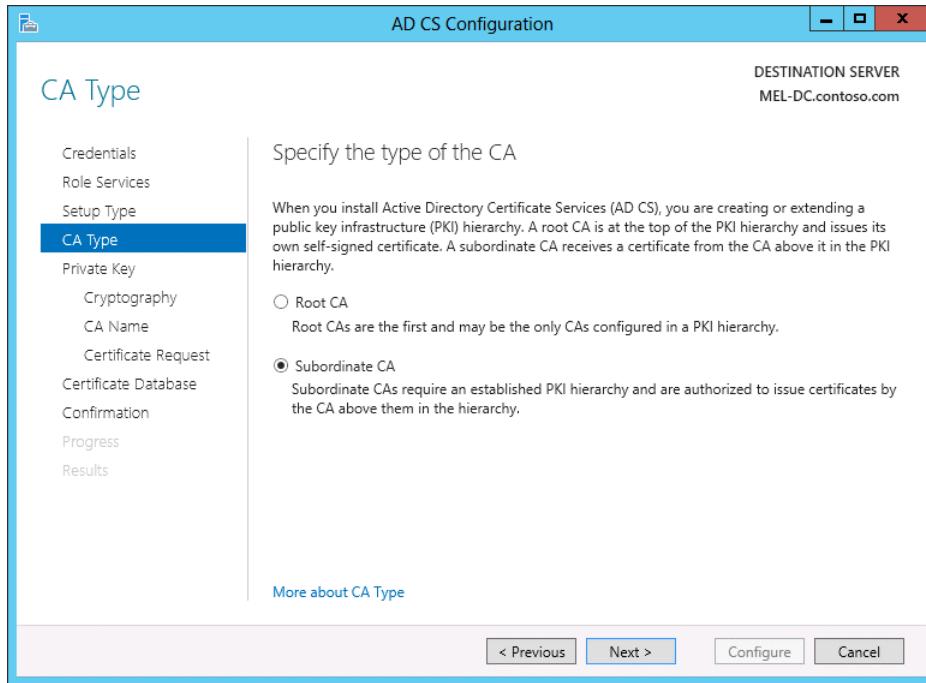 AD CS Configuration
CA Type
DESTINATION SERVER
MEL-DC.contoso.com
Credentials
Role Services
Setup Type
CA Type
Private Key
Cryptography
CA Name
Certificate Request
Certificate Database
Confirmation
Progress
Results
Specify the type of the CA
When you install Active Directory Certificate Services (AD CS), you are creating or extending a
public key infrastructure (PKI) hierarchy. A root CA is at the top of the PKI hierarchy and issues its
own self-signed certificate. A subordinate CA receives a certificate from the CA above it in the PKI
hierarchy.
Root CA
Root CAs are the first and may be the only CAs configured in a PKI hierarchy.
Subordinate CA
Subordinate CAs require an established PKI hierarchy and are authorized to issue certificates by
the CA above them in the hierarchy.
More about CA Type
< Previous
Next >
Configure
Cancel